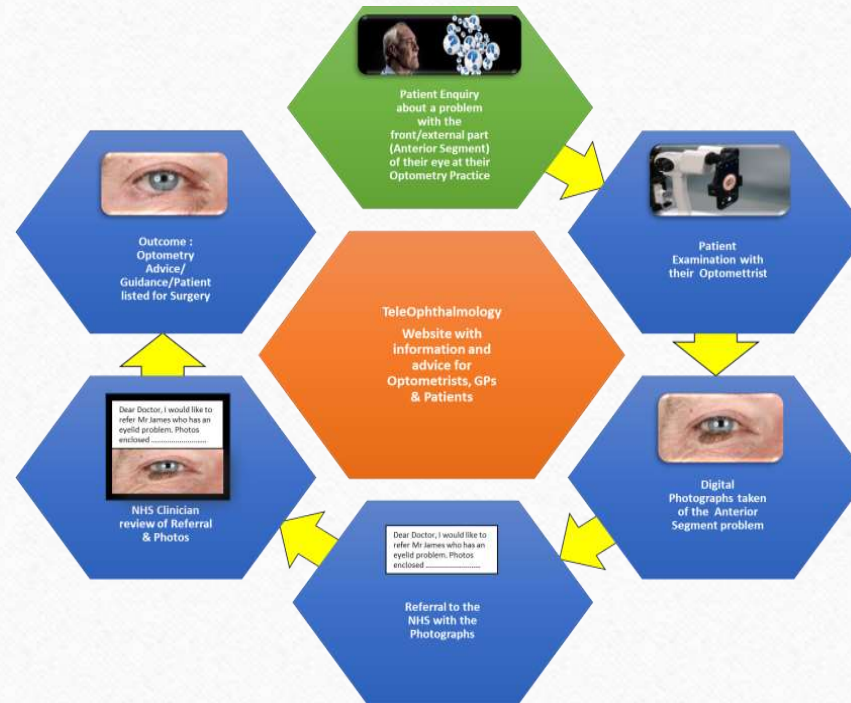 Patient Enquiry
about a problem
with the
front/external part
(Anterior Segment)
of their eye at their
Optometry Practice
Patient
Examination with
their Optomettrist
Digital
Photographs taken
of the Anterior
Segment problem
Dear Doctor, I would like to
refer Mr James who has an
eyelid problem. Photos
enclosed ...........................
Referral to the
NHS with the
Photographs
Dear Doctor, I would like to
refer Mr James who has an
eyelid problem. Photos
enclosed ...........................
NHS Clinician
review of Referral
& Photos
Outcome :
Optometry
Advice/
Guidance/Patient
listed for Surgery
TeleOphthalmology
Website with
information and
advice for
Optometrists, GPs
& Patients